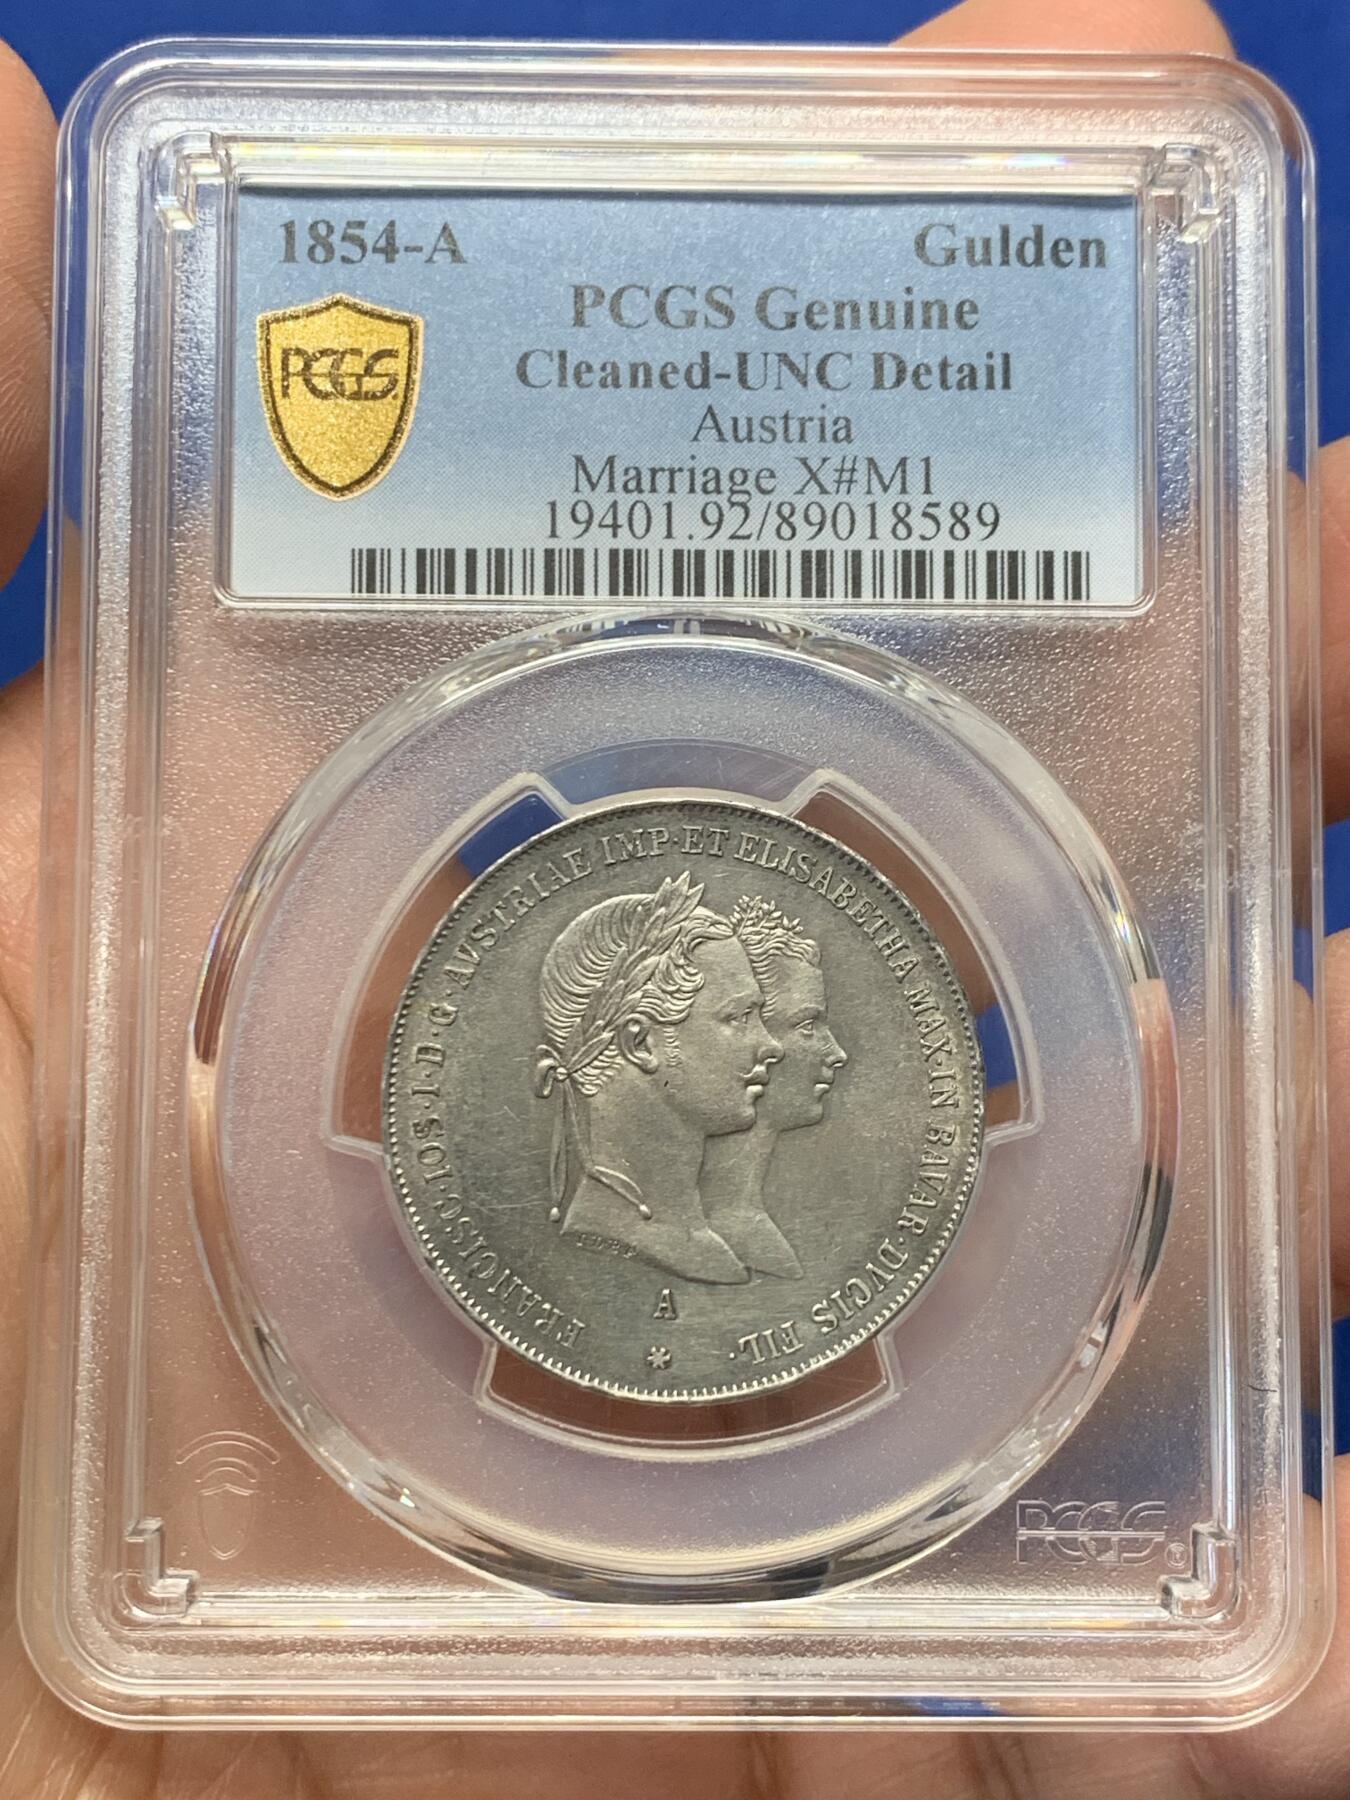 1854-A Gulden
PCGS Genuine
PCGS
Cleaned-UNC Detail
Austria
Marriage X#M1
19401.92/89018589
FRANCISC·IOS·I·D·G·AVSTRIAE IMP·ET ELISABETHA MAX·IN BAVAR·DVCIS FIL·
A
PCGS